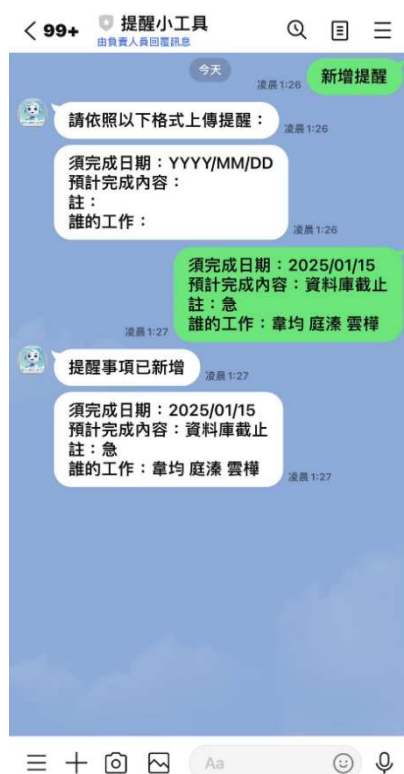 99+
提醒小工具
由負責人員回覆訊息
今天
凌晨1:26
新增提醒
請依照以下格式上傳提醒：
凌晨1:26
須完成日期：YYYY/MM/DD
預計完成內容：
註：
誰的工作：
凌晨1:26
須完成日期：2025/01/15
預計完成內容：資料庫截止
註：急
誰的工作：韋均 庭溱 雲樺
凌晨1:27
提醒事項已新增
凌晨1:27
須完成日期：2025/01/15
預計完成內容：資料庫截止
註：急
誰的工作：韋均 庭溱 雲樺
凌晨1:27
Aa